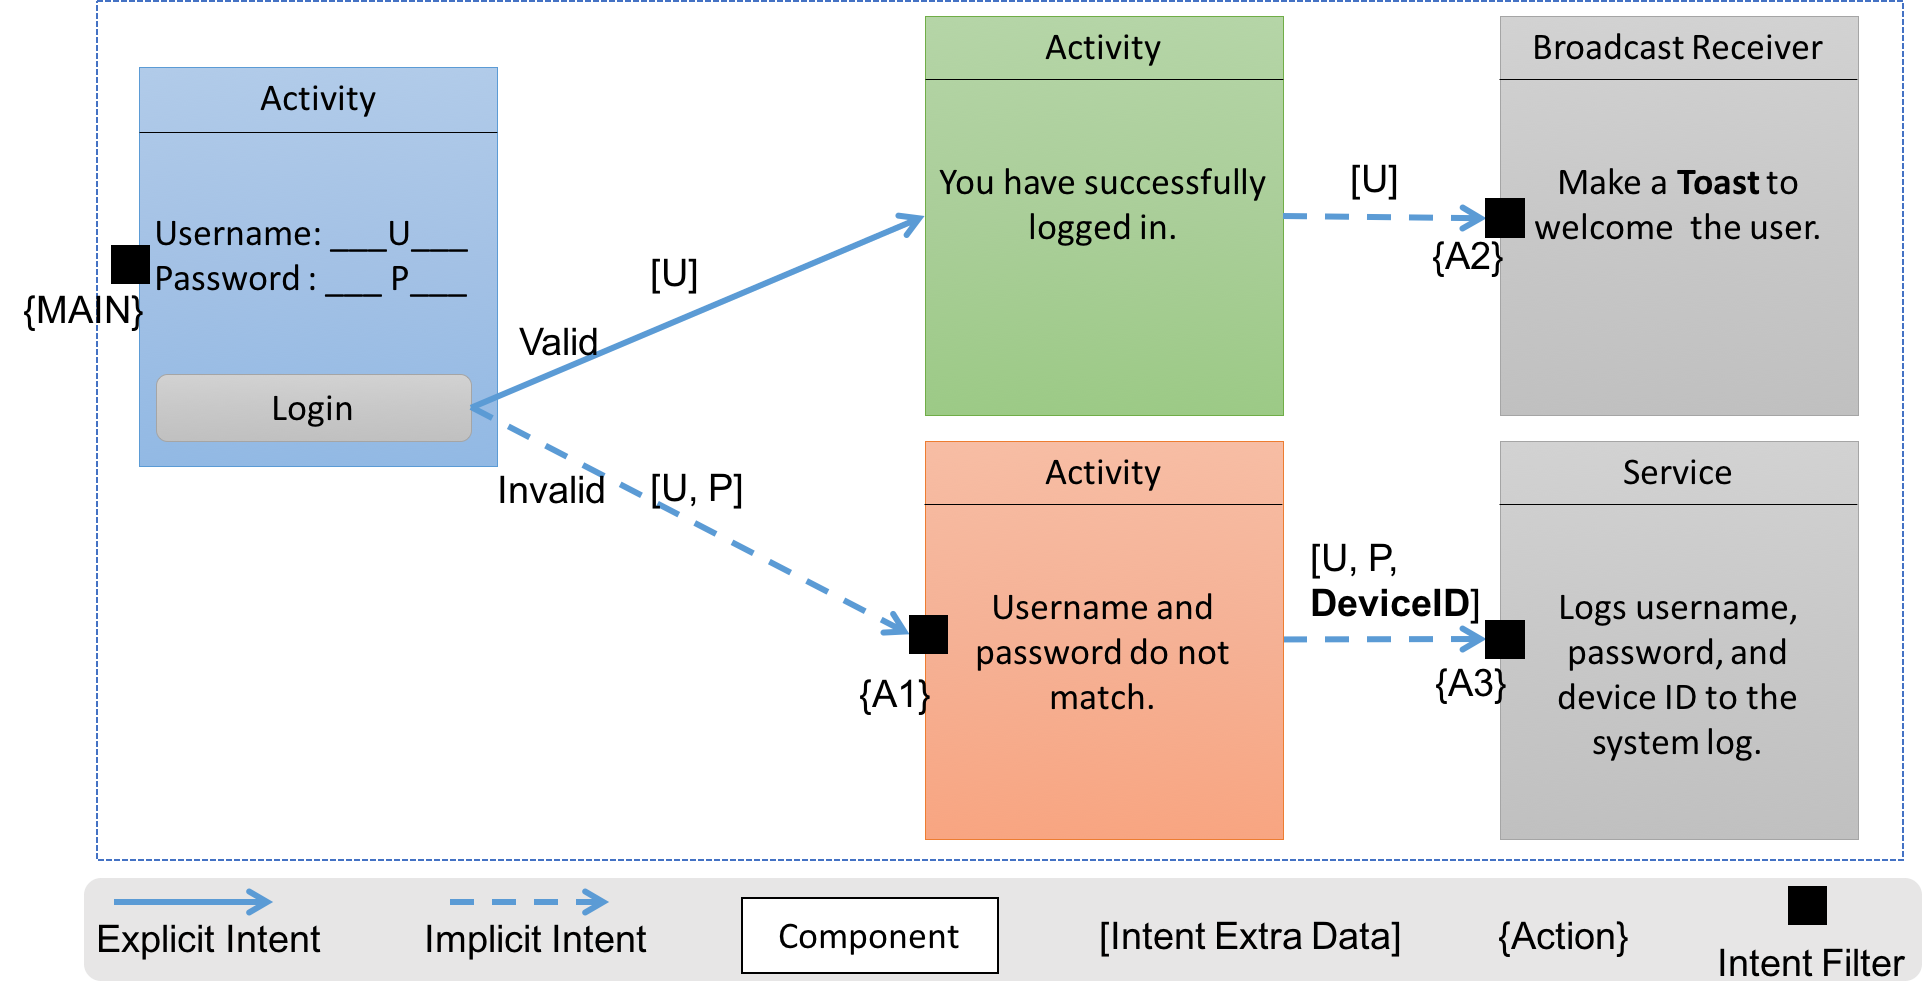 Activity
Username: ___U___
Password : ___ P___
Login
{MAIN}
Valid
[U]
Invalid
[U, P]
Activity
You have successfully
logged in.
[U]
{A2}
Broadcast Receiver
Make a Toast to
welcome the user.
Activity
Username and
password do not
match.
{A1}
[U, P,
DeviceID]
{A3}
Service
Logs username,
password, and
device ID to the
system log.
Explicit Intent
Implicit Intent
Component
[Intent Extra Data]
{Action}
Intent Filter